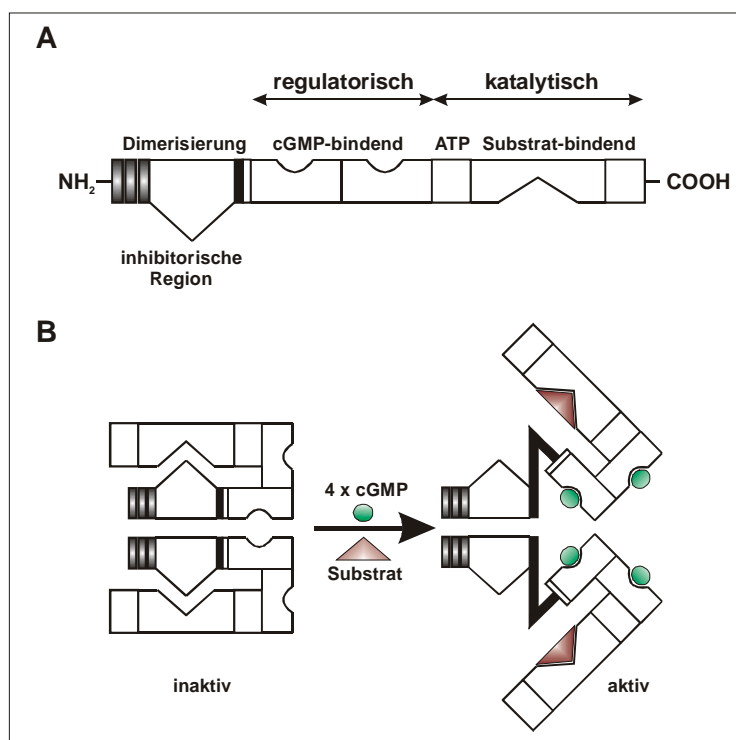 A
regulatorisch katalytisch
Dimerisierung cGMP-bindend ATP Substrat-bindend
NH₂ COOH
inhibitorische
Region
B
4 x cGMP
Substrat
inaktiv aktiv